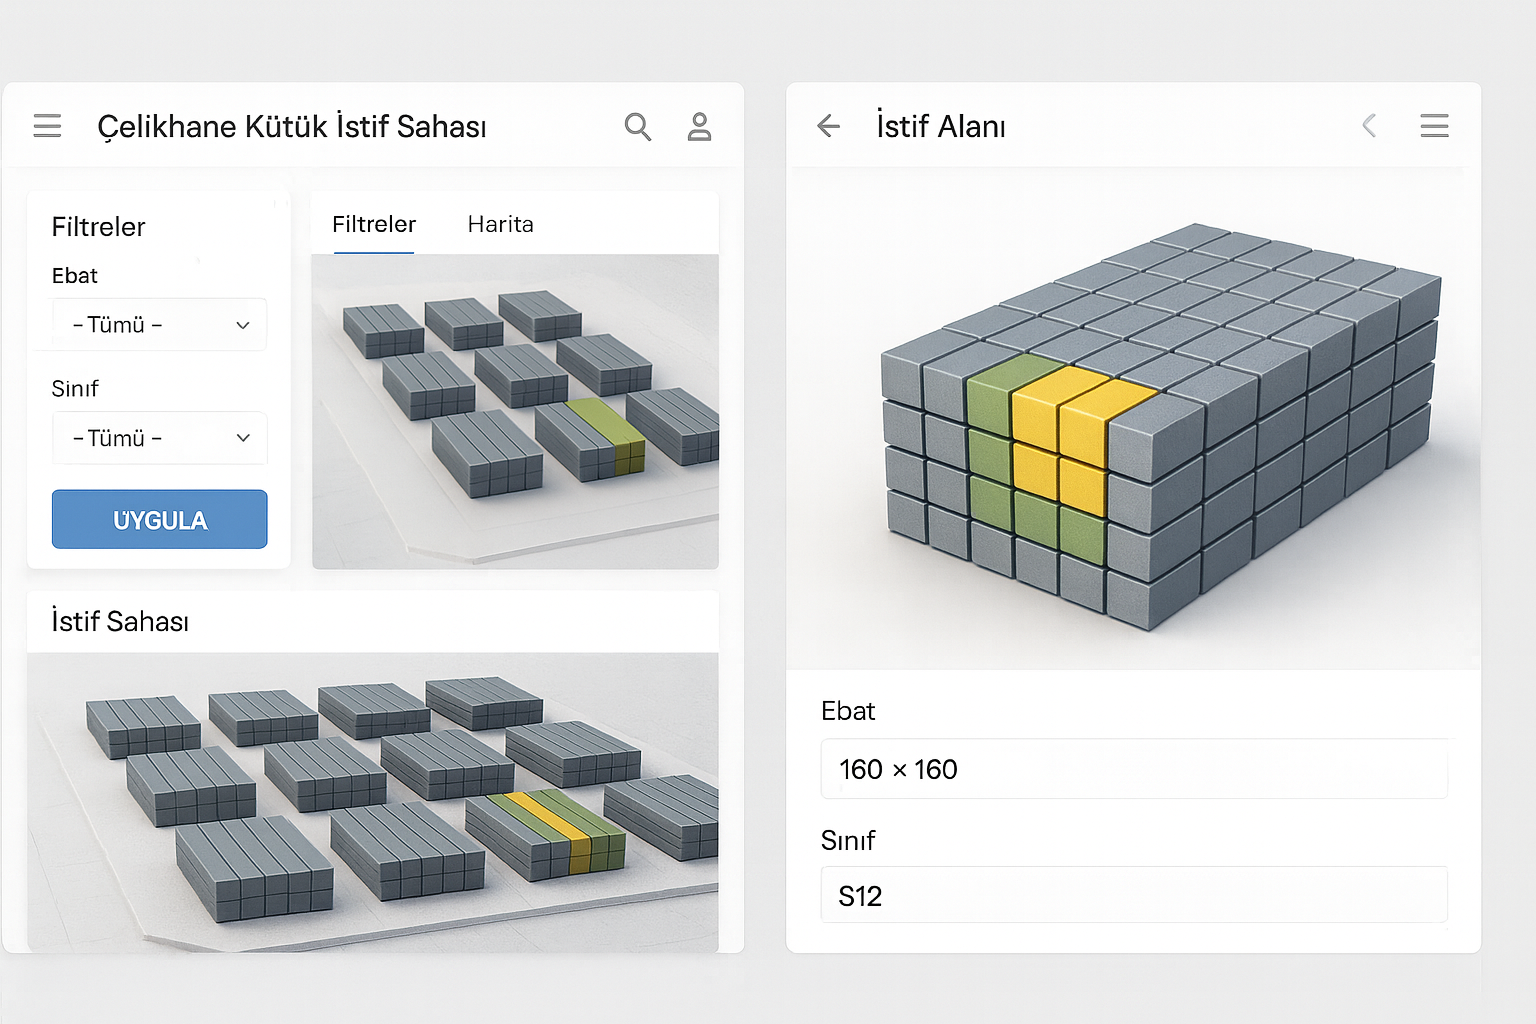 Çelikhane Kütük İstif Sahası
Filtreler
Ebat
- Tümü -
Sınıf
- Tümü -
UYGULA
Filtreler
Harita
İstif Sahası
İstif Alanı
Ebat
160 × 160
Sınıf
S12